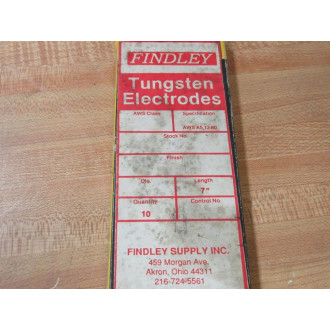 FINDLEY
Tungsten
Electrodes
AWS Class Specification
AWS A5.12-80
Stock No.
Finish
Dia. Length
7"
Quantity Control No.
10
FINDLEY SUPPLY INC.
459 Morgan Ave.
Akron, Ohio 44311
216-724-5561